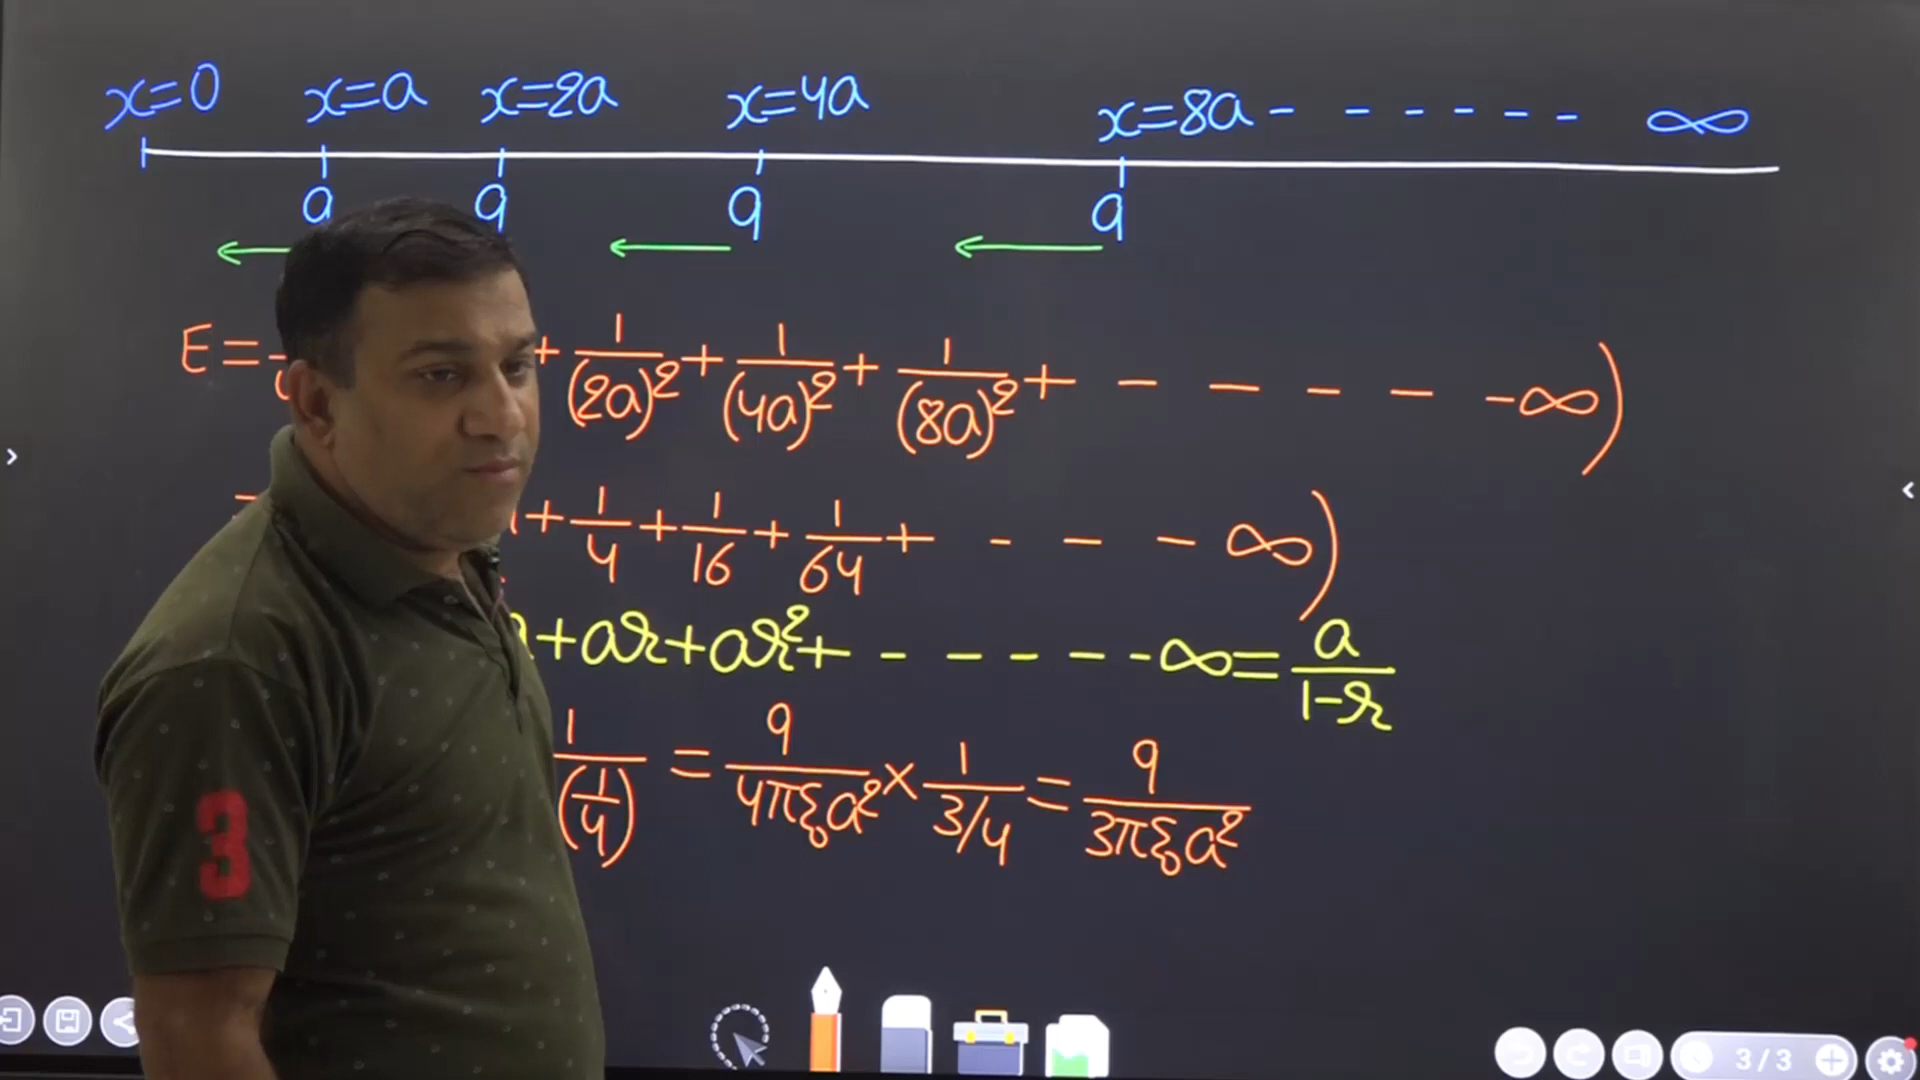 x=0 x=a x=2a x=4a x=8a - - - - - - ∞
q q q q
E= + 1/(2a)² + 1/(4a)² + 1/(8a)² + - - - - - ∞)
+ 1/4 + 1/16 + 1/64 + - - - ∞)
+ar+ar²+ - - - - - ∞ = a/1-r
1/(1/4) = q/4πε₀a² × 1/3/4 = q/3πε₀a²
3
3/3